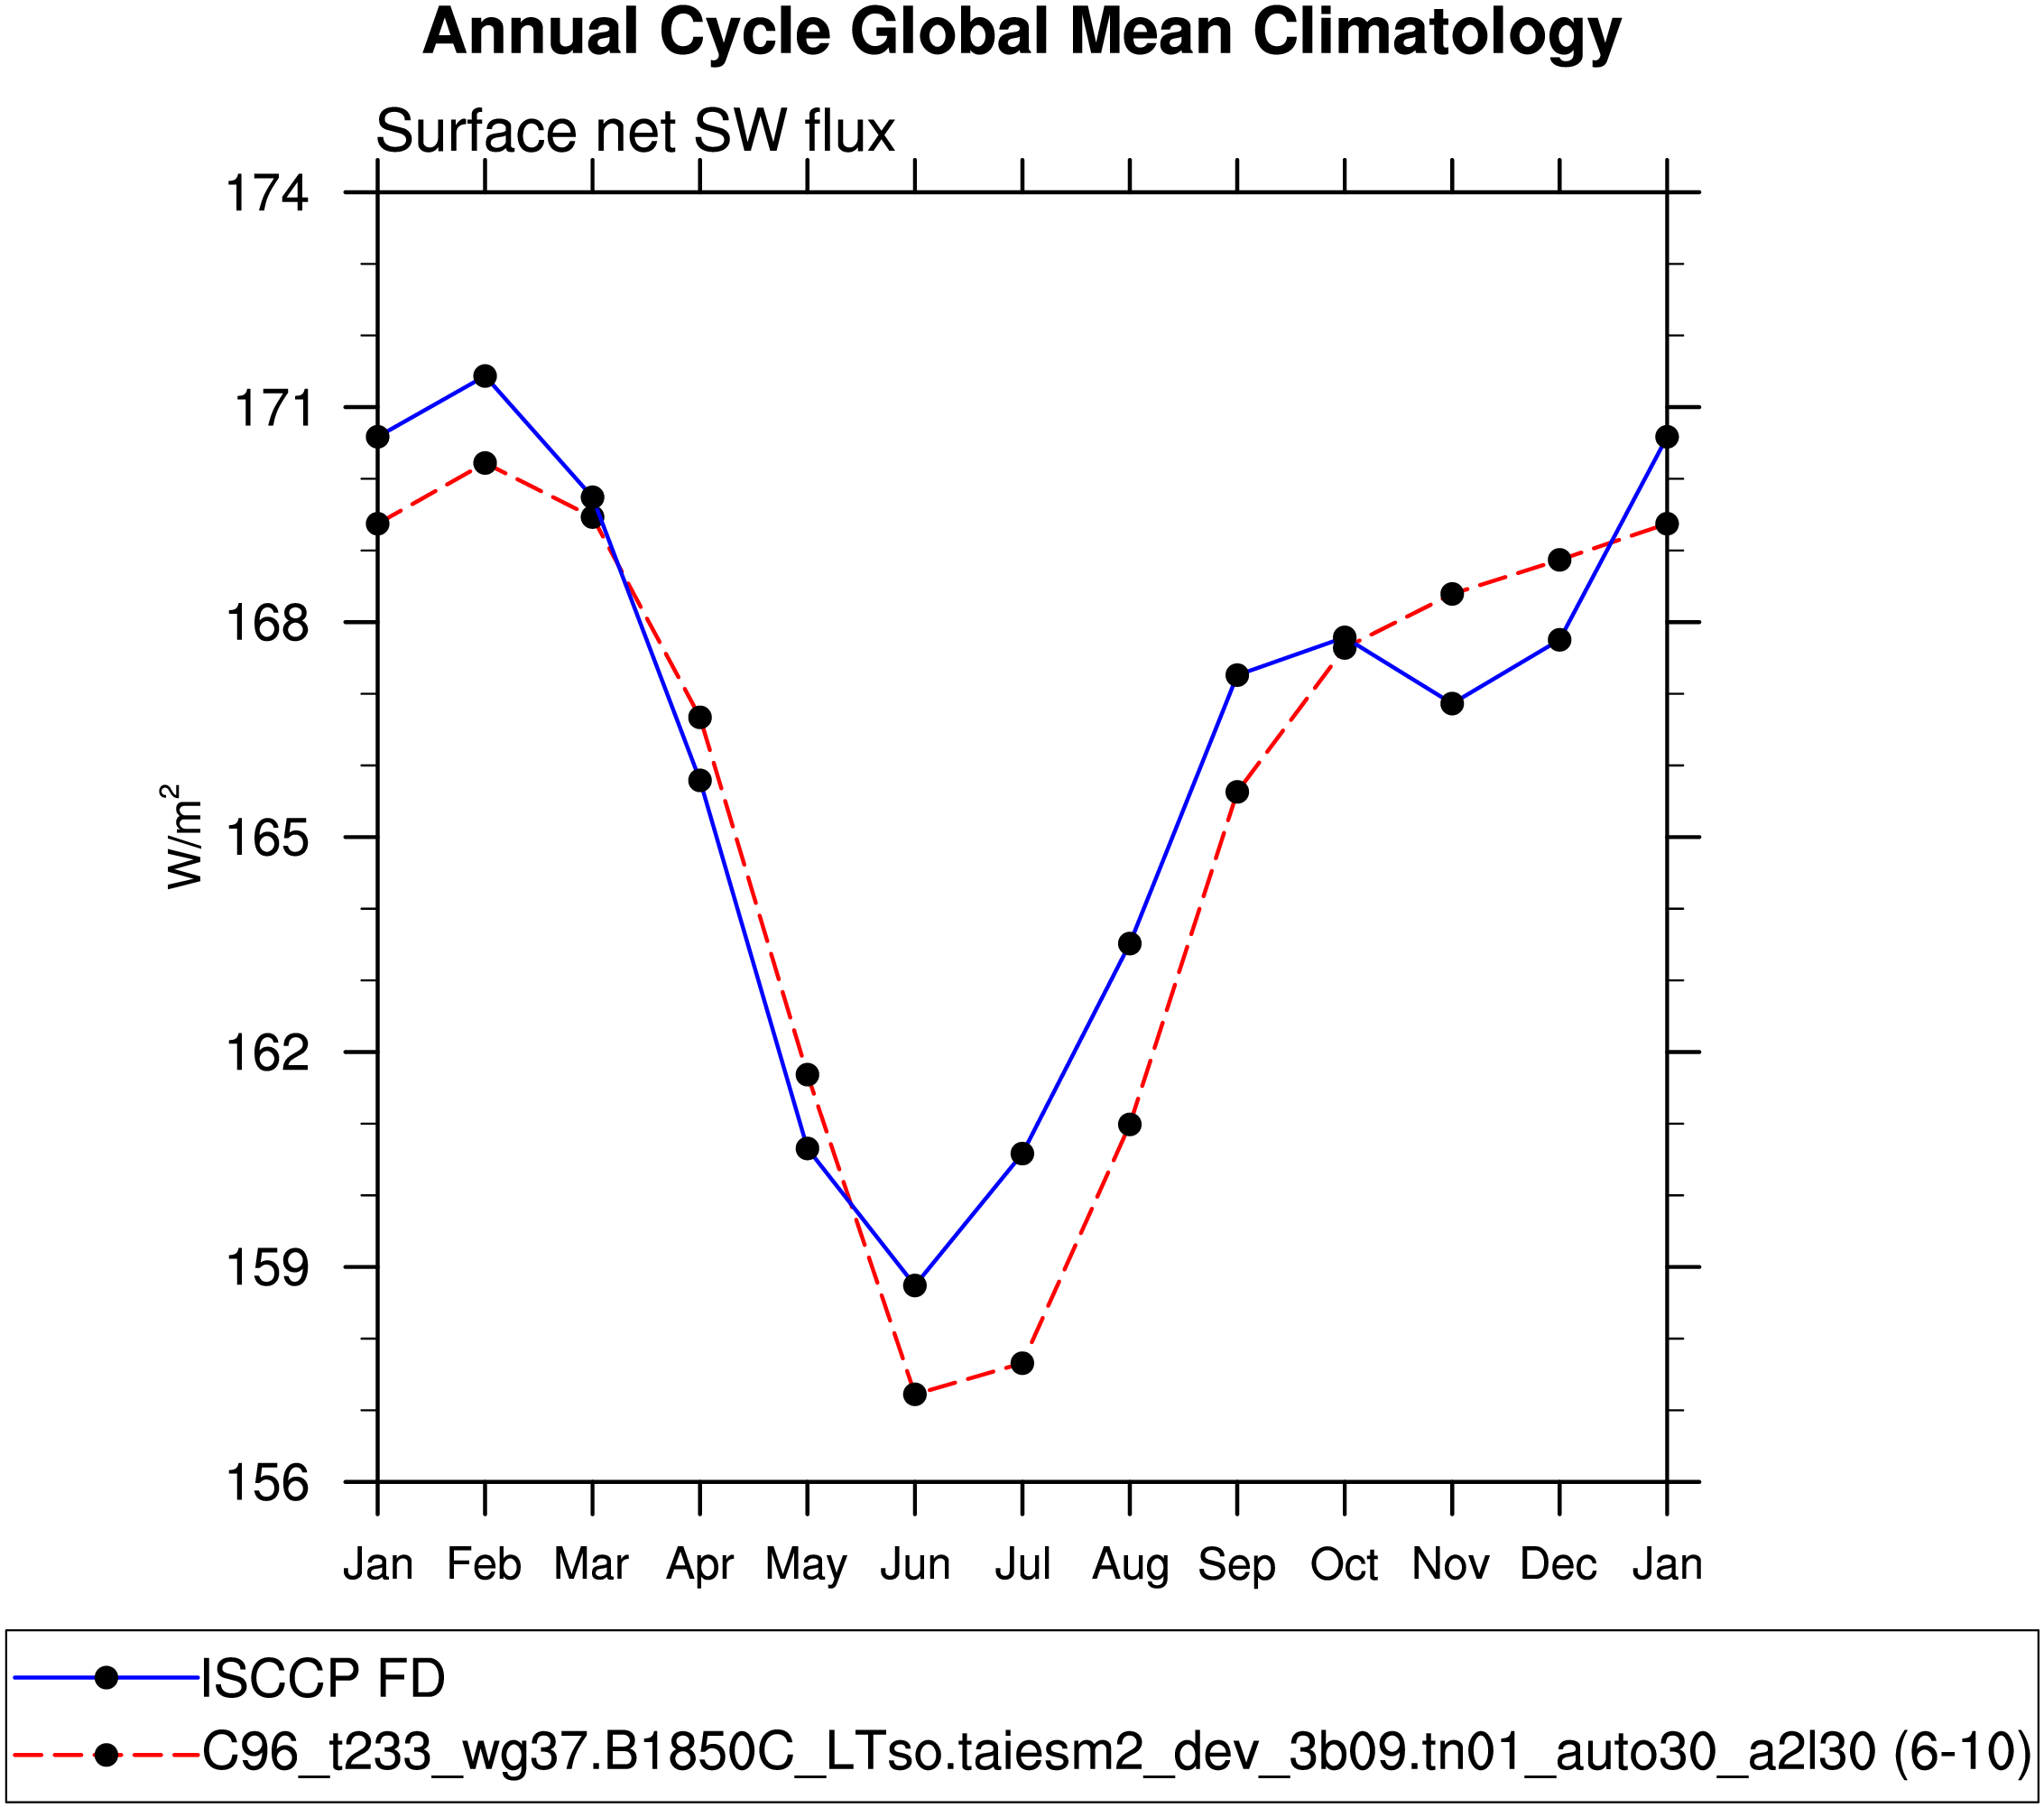 Annual Cycle Global Mean Climatology
Surface net SW flux
174
171
168
165
162
159
156
W/m²
Jan Feb Mar Apr May Jun Jul Aug Sep Oct Nov Dec Jan
ISCCP FD
C96_t233_wg37.B1850C_LTso.taiesm2_dev_3b09.tn01_auto30_a2l30 (6-10)